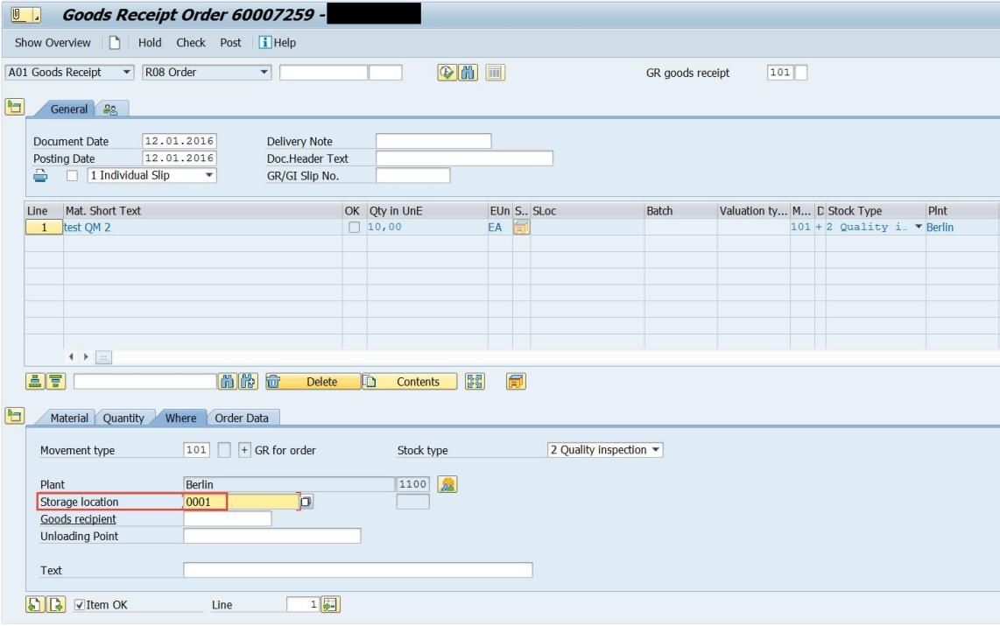 Goods Receipt Order 60007259 -
Show Overview Hold Check Post Help
A01 Goods Receipt R08 Order GR goods receipt 101
General
Document Date 12.01.2016 Delivery Note
Posting Date 12.01.2016 Doc.Header Text
1 Individual Slip GR/GI Slip No.
Line Mat. Short Text OK Qty in UnE EUn S.. SLoc Batch Valuation ty... M... D Stock Type Plnt
1 test QM 2 10,00 EA 101 + 2 Quality i… Berlin
Delete Contents
Material Quantity Where Order Data
Movement type 101 + GR for order Stock type 2 Quality inspection
Plant Berlin 1100
Storage location 0001
Goods recipient
Unloading Point
Text
Item OK Line 1